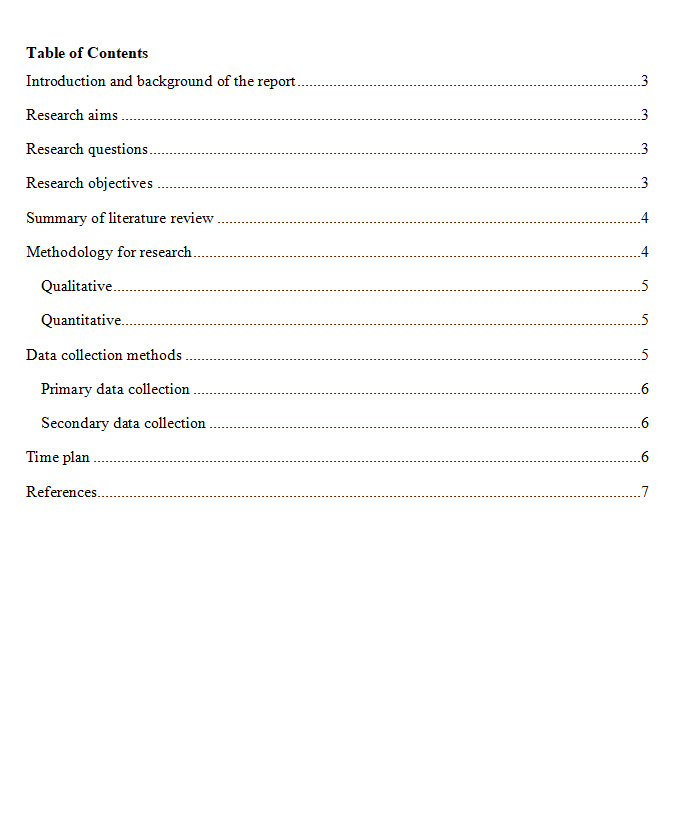 Table of Contents
Introduction and background of the report.......................................................................................3
Research aims ....................................................................................................................................3
Research questions.............................................................................................................................3
Research objectives ...........................................................................................................................3
Summary of literature review ............................................................................................................4
Methodology for research..................................................................................................................4
Qualitative......................................................................................................................................5
Quantitative....................................................................................................................................5
Data collection methods ....................................................................................................................5
Primary data collection ..................................................................................................................6
Secondary data collection ..............................................................................................................6
Time plan ...........................................................................................................................................6
References..........................................................................................................................................7